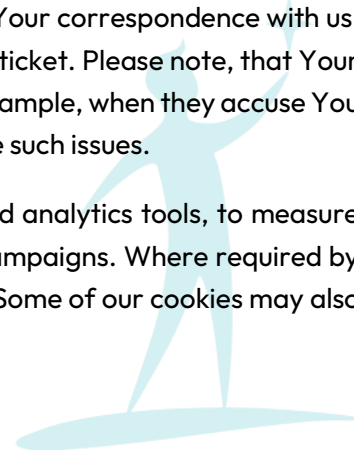 Your correspondence with us
ticket. Please note, that Your
ample, when they accuse You
such issues.
d analytics tools, to measure
mpaigns. Where required by
Some of our cookies may also